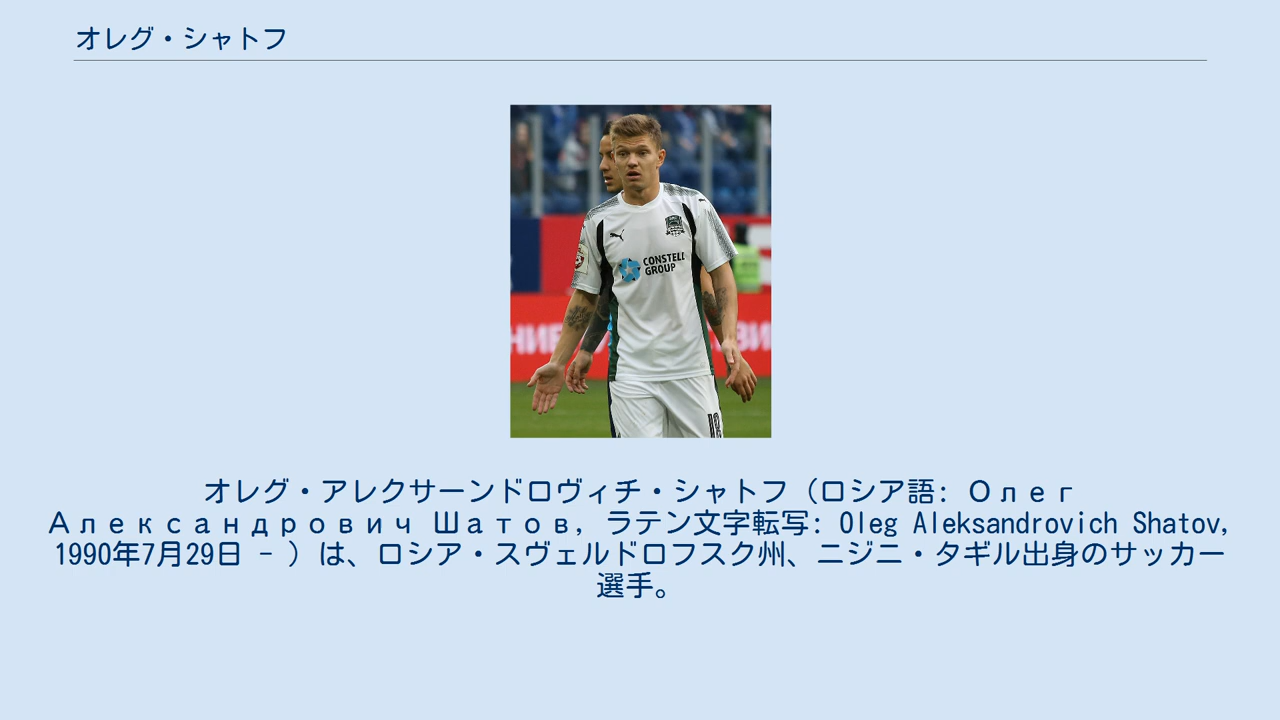 オレグ・シャトフ
CONSTELL
GROUP
НИЕ
ЗВИ
18
オレグ・アレクサーンドロヴィチ・シャトフ（ロシア語: Олег
Александрович Шатов, ラテン文字転写: Oleg Aleksandrovich Shatov,
1990年7月29日 - ）は、ロシア・スヴェルドロフスク州、ニジニ・タギル出身のサッカー
選手。